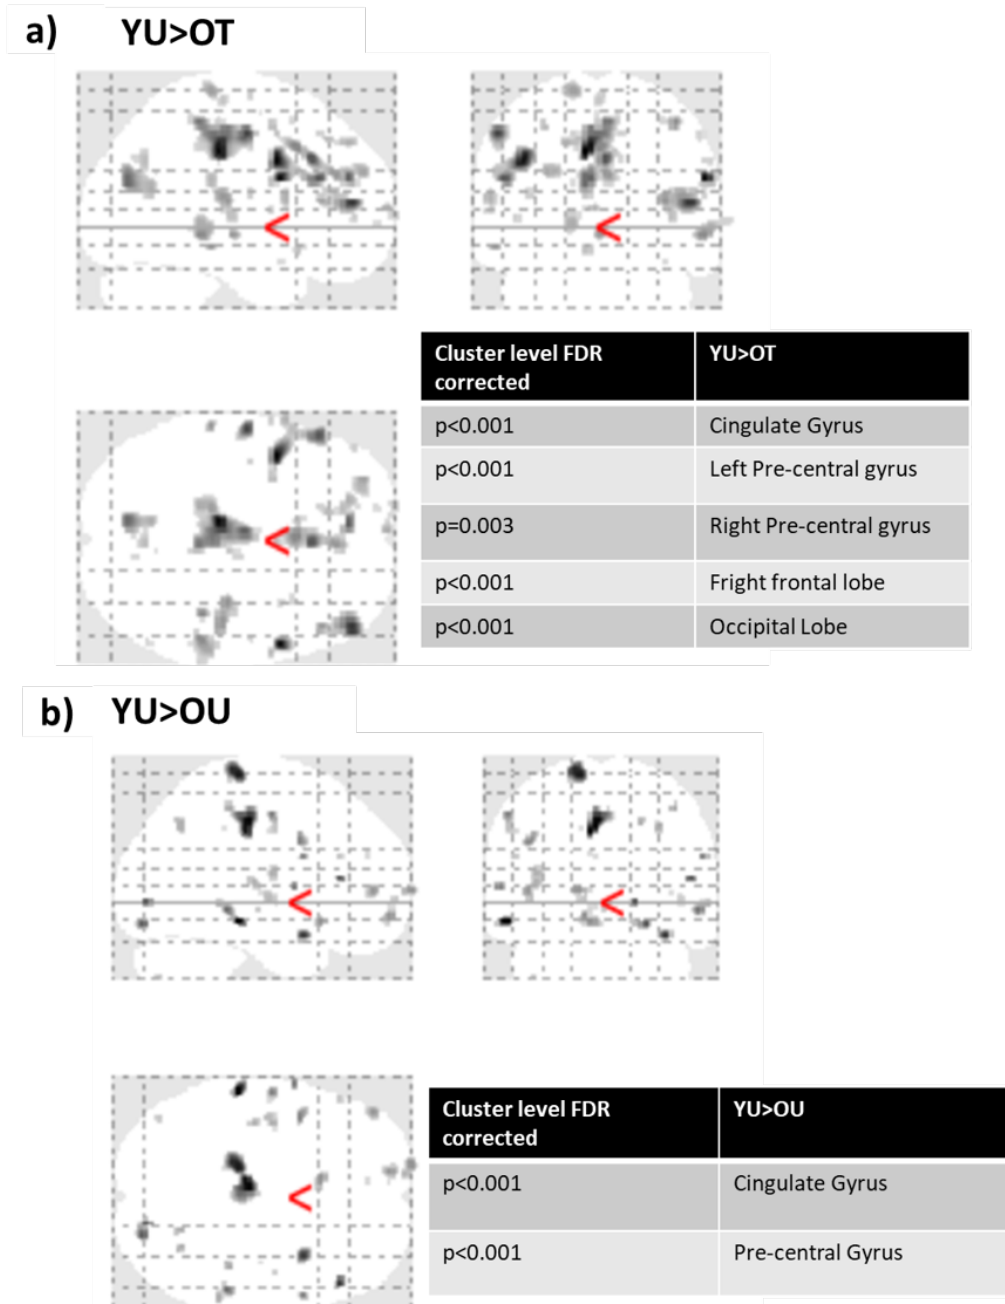 a) YU>OT
<
<
<
Cluster level FDR corrected YU>OT
p<0.001 Cingulate Gyrus
p<0.001 Left Pre-central gyrus
p=0.003 Right Pre-central gyrus
p<0.001 Fright frontal lobe
p<0.001 Occipital Lobe
b) YU>OU
<
<
<
Cluster level FDR corrected YU>OU
p<0.001 Cingulate Gyrus
p<0.001 Pre-central Gyrus